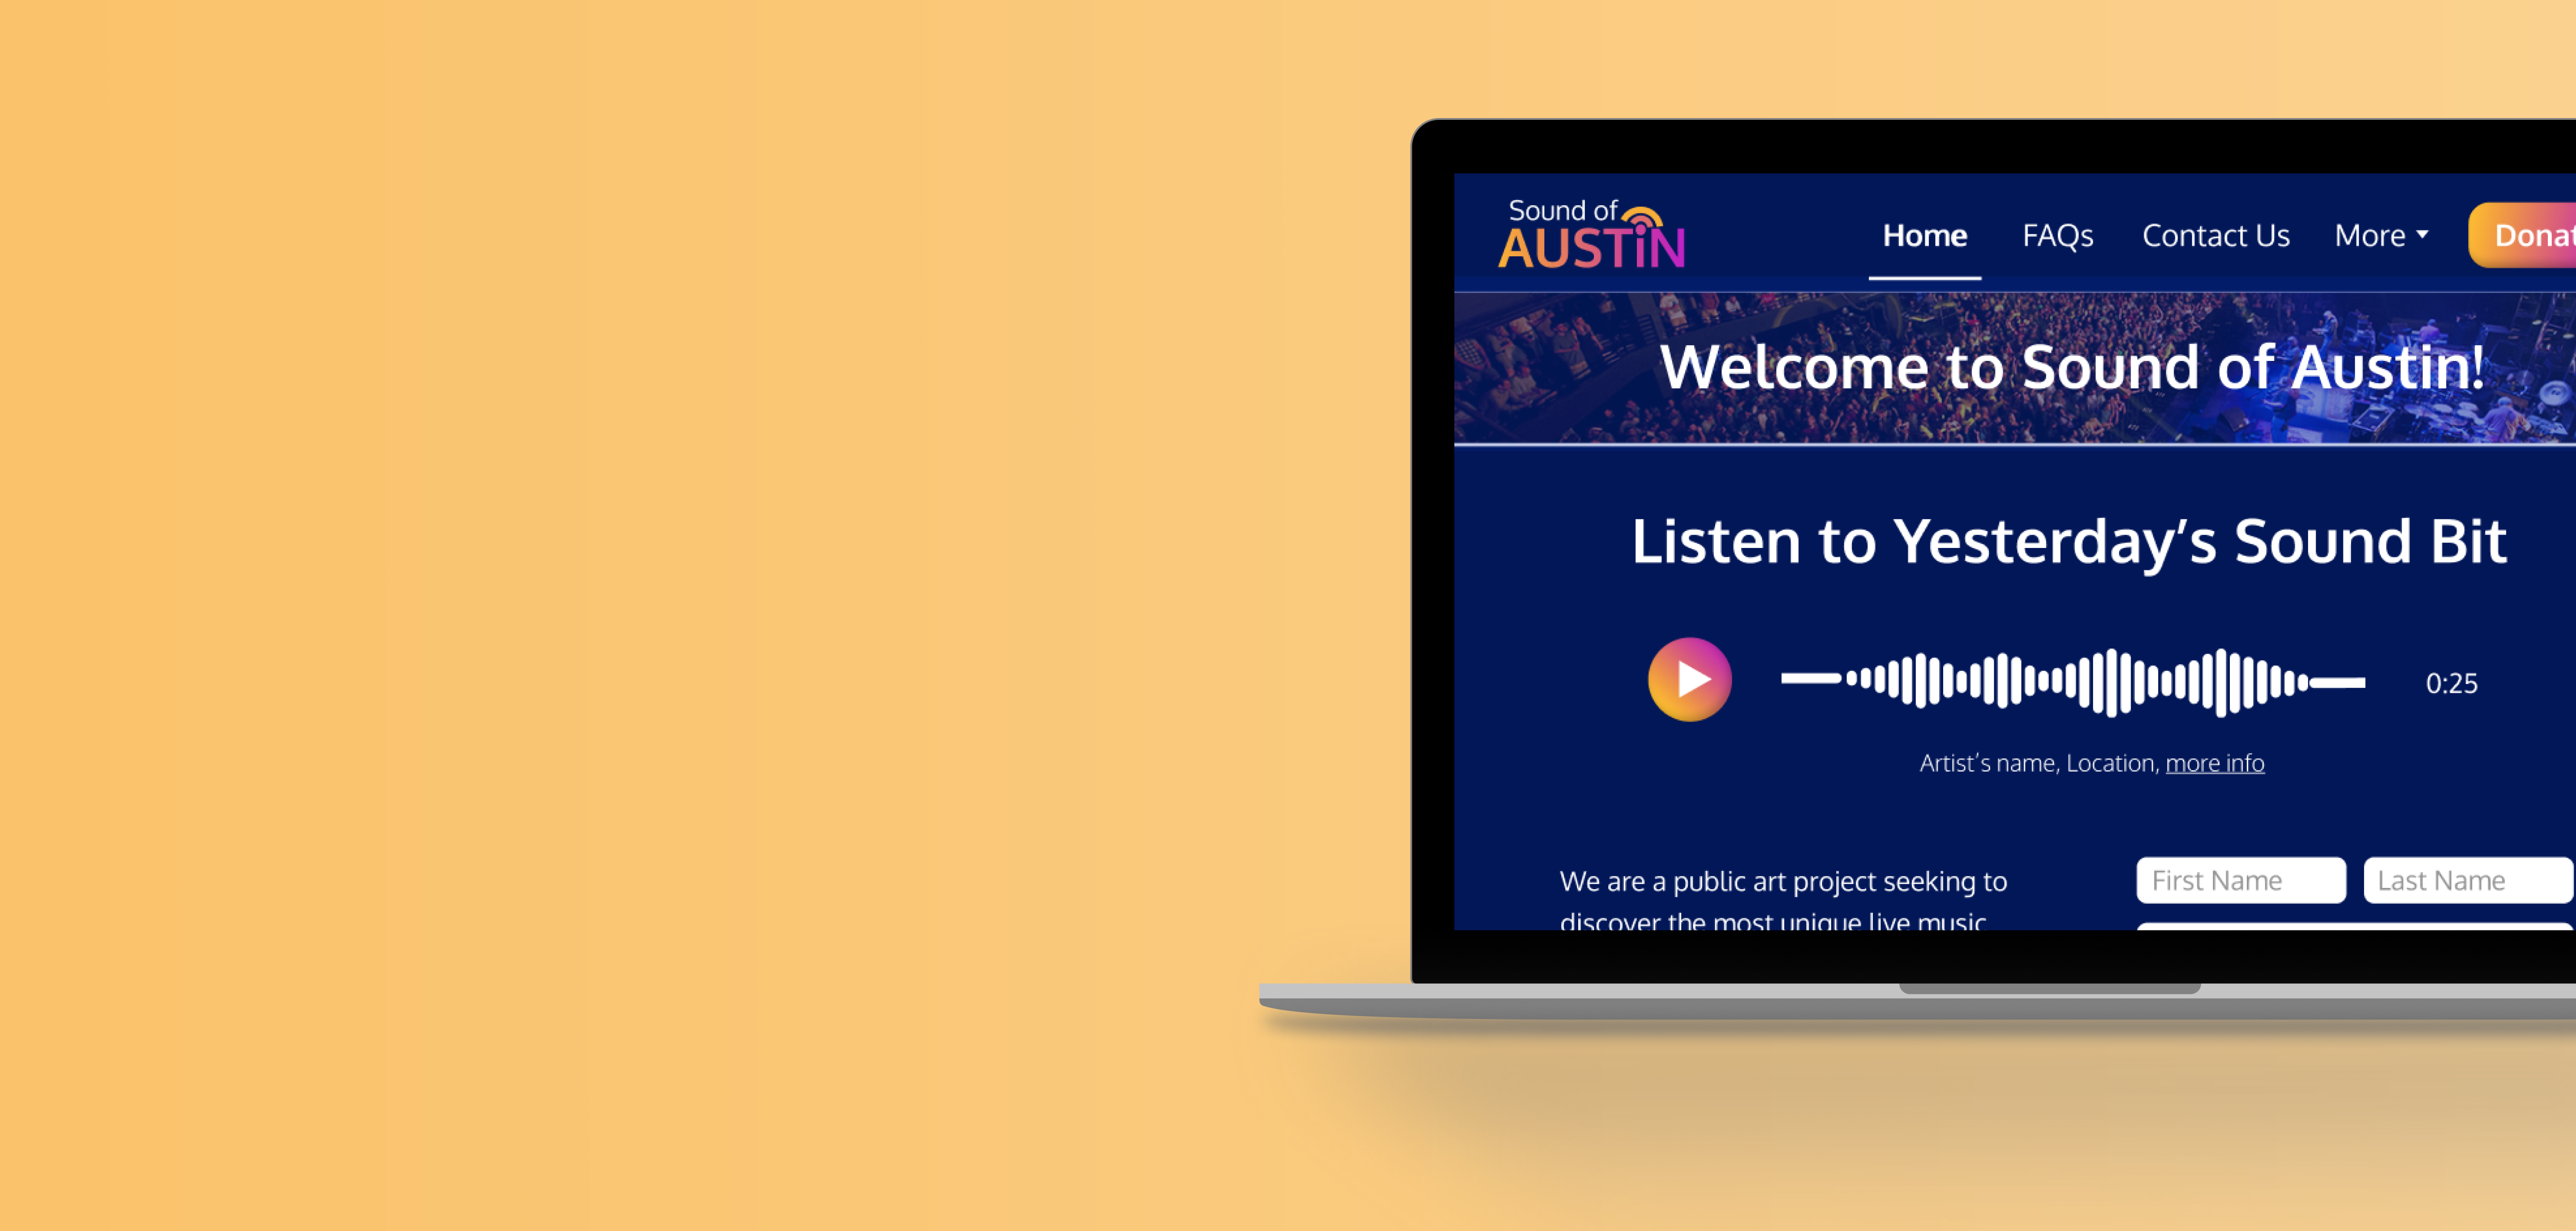 Sound of
AUSTiN
Home FAQs Contact Us More Donat
Welcome to Sound of Austin!
Listen to Yesterday’s Sound Bit
0:25
Artist’s name, Location, more info
We are a public art project seeking to
discover the most unique live music
First Name Last Name